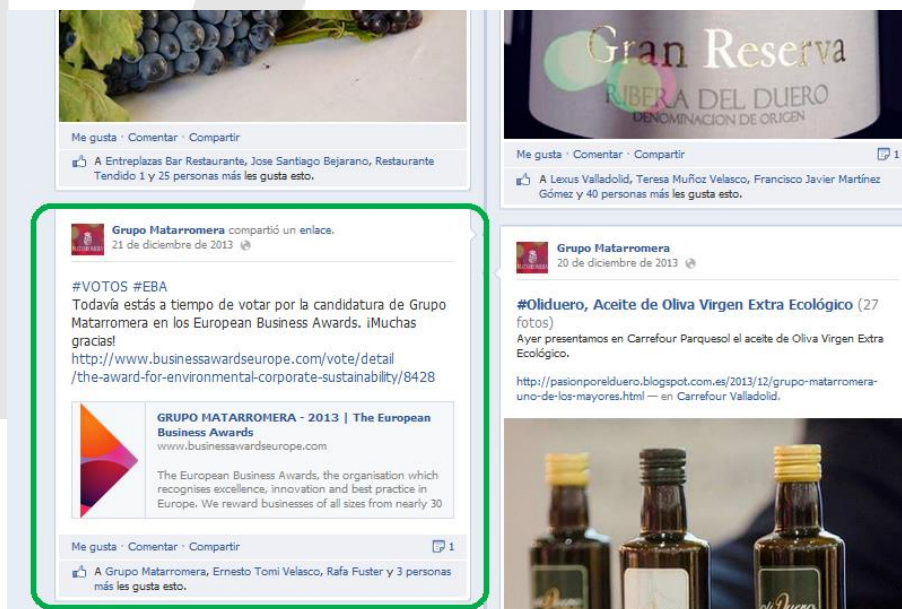 Me gusta · Comentar · Compartir
A Entreplazas Bar Restaurante, Jose Santiago Bejarano, Restaurante
Tendido 1 y 25 personas más les gusta esto.
Grupo Matarromera compartió un enlace.
21 de diciembre de 2013
#VOTOS #EBA
Todavía estás a tiempo de votar por la candidatura de Grupo
Matarromera en los European Business Awards. ¡Muchas
gracias!
http://www.businessawardseurope.com/vote/detail
/the-award-for-environmental-corporate-sustainability/8428
GRUPO MATARROMERA - 2013 | The European
Business Awards
www.businessawardseurope.com
The European Business Awards, the organisation which
recognises excellence, innovation and best practice in
Europe. We reward businesses of all sizes from nearly 30
Me gusta · Comentar · Compartir
1
A Grupo Matarromera, Ernesto Tomi Velasco, Rafa Fuster y 3 personas
más les gusta esto.
Gran Reserva
RIBERA DEL DUERO
DENOMINACION DE ORIGEN
Me gusta · Comentar · Compartir
1
A Lexus Valladolid, Teresa Muñoz Velasco, Francisco Javier Martínez
Gómez y 40 personas más les gusta esto.
Grupo Matarromera
20 de diciembre de 2013
#Oliduero, Aceite de Oliva Virgen Extra Ecológico (27
fotos)
Ayer presentamos en Carrefour Parquesol el aceite de Oliva Virgen Extra
Ecológico.
http://pasionporelduero.blogspot.com.es/2013/12/grupo-matarromera-
uno-de-los-mayores.html — en Carrefour Valladolid.